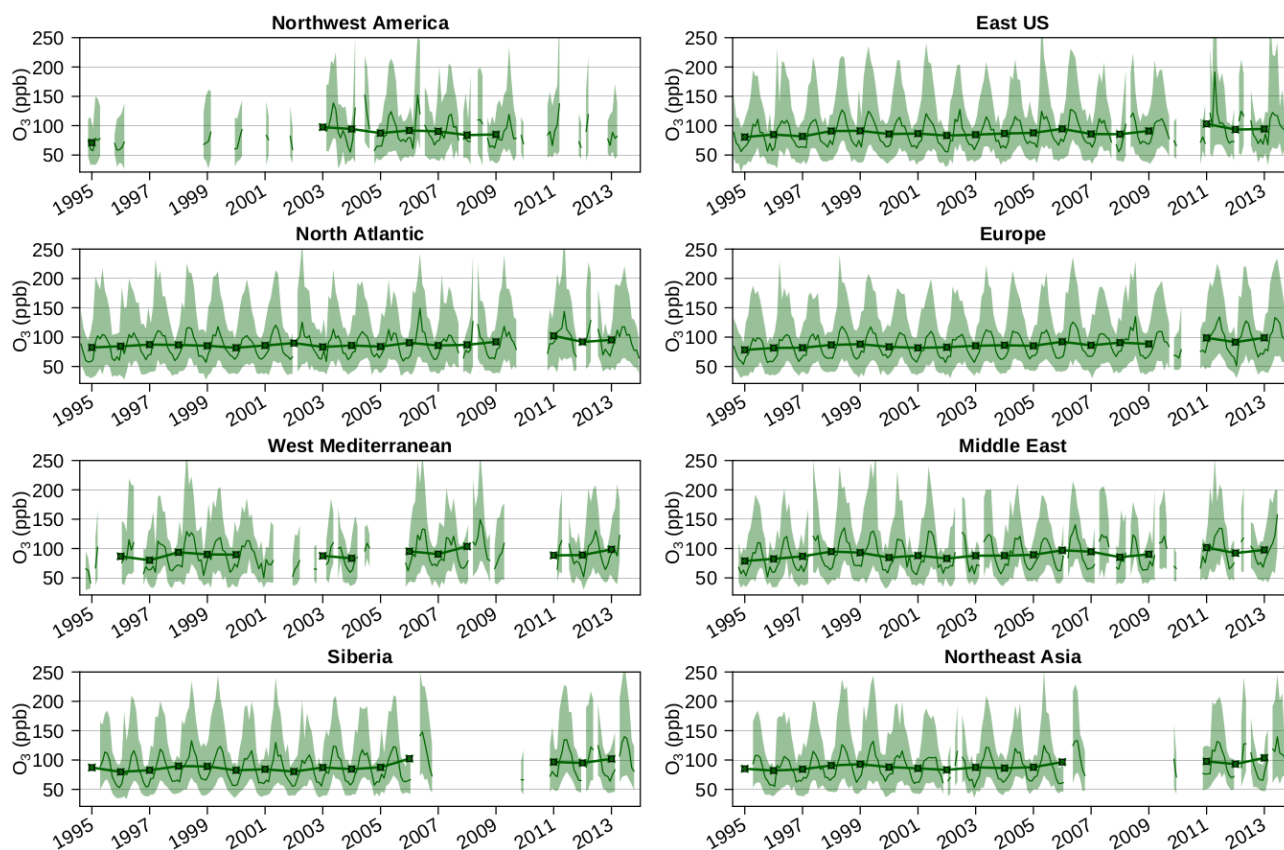 Northwest America
O3 (ppb)
250
200
150
100
50
1995 1997 1999 2001 2003 2005 2007 2009 2011 2013
East US
O3 (ppb)
250
200
150
100
50
1995 1997 1999 2001 2003 2005 2007 2009 2011 2013
North Atlantic
O3 (ppb)
250
200
150
100
50
1995 1997 1999 2001 2003 2005 2007 2009 2011 2013
Europe
O3 (ppb)
250
200
150
100
50
1995 1997 1999 2001 2003 2005 2007 2009 2011 2013
West Mediterranean
O3 (ppb)
250
200
150
100
50
1995 1997 1999 2001 2003 2005 2007 2009 2011 2013
Middle East
O3 (ppb)
250
200
150
100
50
1995 1997 1999 2001 2003 2005 2007 2009 2011 2013
Siberia
O3 (ppb)
250
200
150
100
50
1995 1997 1999 2001 2003 2005 2007 2009 2011 2013
Northeast Asia
O3 (ppb)
250
200
150
100
50
1995 1997 1999 2001 2003 2005 2007 2009 2011 2013